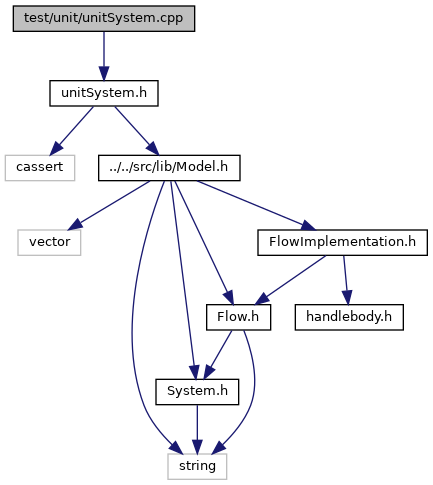 test/unit/unitSystem.cpp
unitSystem.h
cassert
../../src/lib/Model.h
vector
FlowImplementation.h
Flow.h
handlebody.h
System.h
string